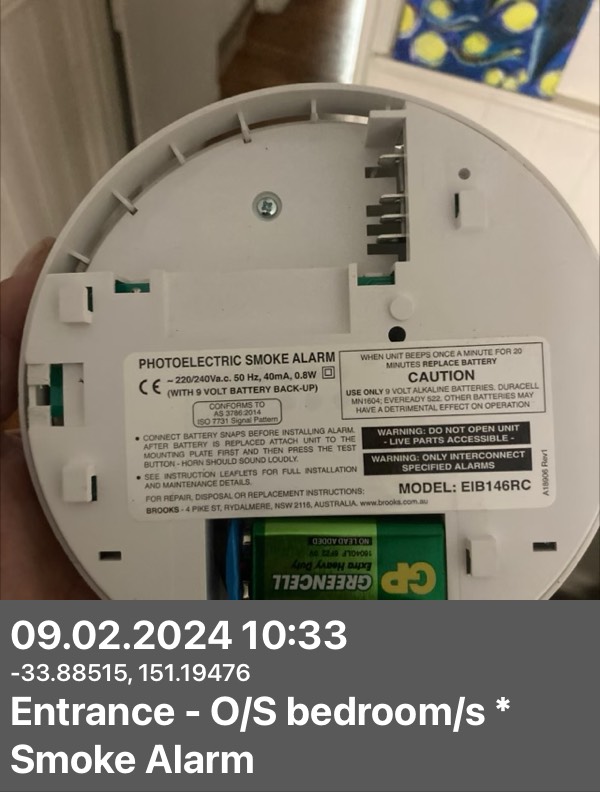 PHOTOELECTRIC SMOKE ALARM
CE ~ 220/240Va.c. 50 Hz, 40mA, 0.8W
(WITH 9 VOLT BATTERY BACK-UP)
CONFORMS TO
AS 3786:2014
ISO 7731 Signal Pattern
• CONNECT BATTERY SNAPS BEFORE INSTALLING ALARM.
AFTER BATTERY IS REPLACED ATTACH UNIT TO THE
MOUNTING PLATE FIRST AND THEN PRESS THE TEST
BUTTON - HORN SHOULD SOUND LOUDLY.
• SEE INSTRUCTION LEAFLETS FOR FULL INSTALLATION
AND MAINTENANCE DETAILS.
FOR REPAIR, DISPOSAL OR REPLACEMENT INSTRUCTIONS:
BROOKS - 4 PIKE ST, RYDALMERE, NSW 2116, AUSTRALIA. www.brooks.com.au
WHEN UNIT BEEPS ONCE A MINUTE FOR 20
MINUTES REPLACE BATTERY
CAUTION
USE ONLY 9 VOLT ALKALINE BATTERIES. DURACELL
MN1604; EVEREADY 522. OTHER BATTERIES MAY
HAVE A DETRIMENTAL EFFECT ON OPERATION
WARNING: DO NOT OPEN UNIT
- LIVE PARTS ACCESSIBLE -
WARNING: ONLY INTERCONNECT
SPECIFIED ALARMS
MODEL: EIB146RC
A18906 Rev1
GP
GREENCELL
Extra Heavy Duty
NO LEAD ADDED
09.02.2024 10:33
-33.88515, 151.19476
Entrance - O/S bedroom/s *
Smoke Alarm